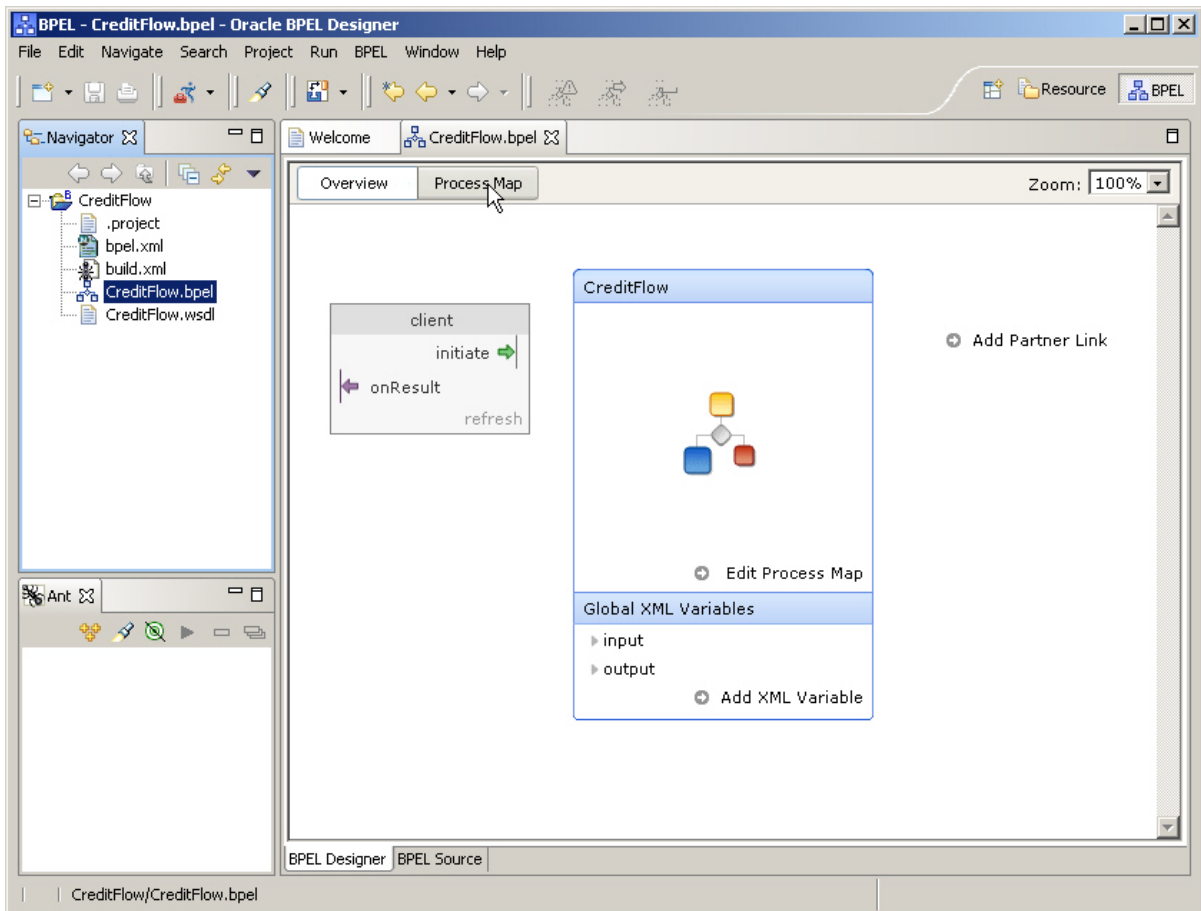 BPEL - CreditFlow.bpel - Oracle BPEL Designer
File Edit Navigate Search Project Run BPEL Window Help
Resource BPEL
Navigator
CreditFlow
.project
bpel.xml
build.xml
CreditFlow.bpel
CreditFlow.wsdl
Ant
Welcome CreditFlow.bpel
Overview Process Map Zoom: 100%
client
initiate
onResult
refresh
CreditFlow
Edit Process Map
Global XML Variables
input
output
Add XML Variable
Add Partner Link
BPEL Designer BPEL Source
CreditFlow/CreditFlow.bpel